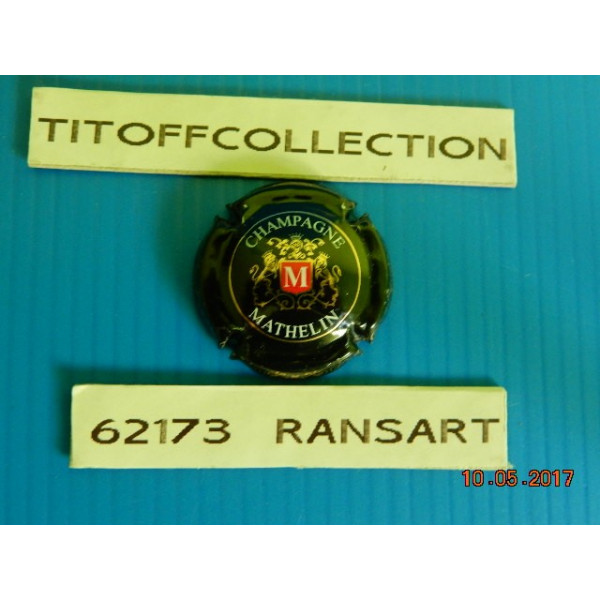 TITOFFCOLLECTION
CHAMPAGNE
M
MATHELIN
62173 RANSART
10.05.2017